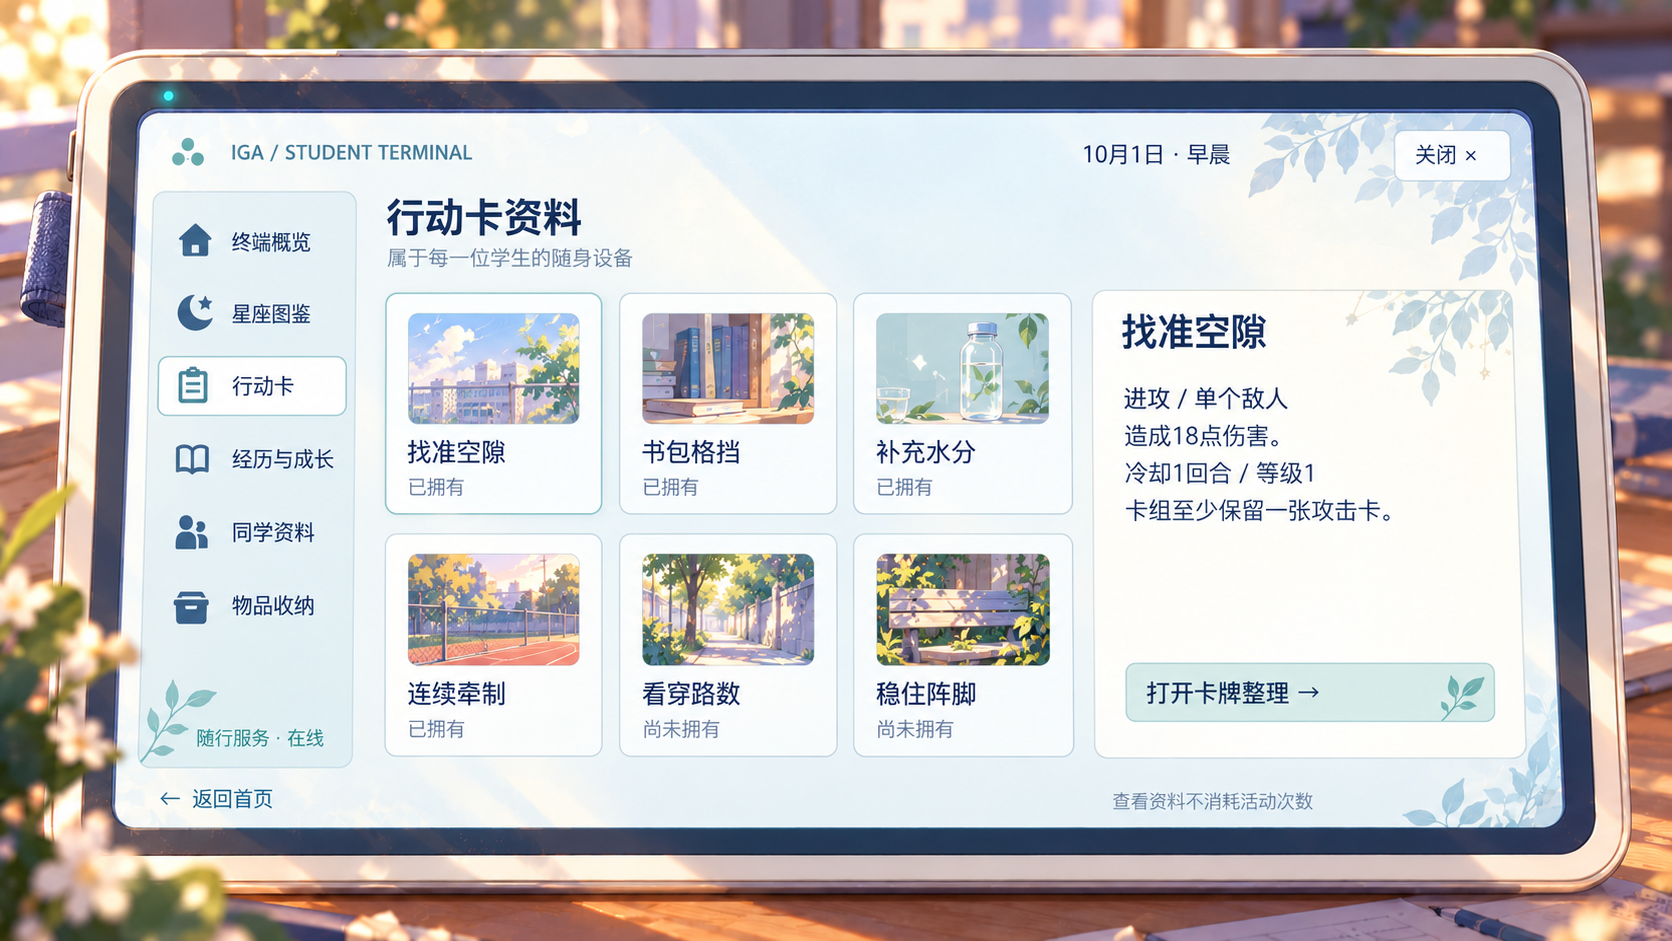 IGA / STUDENT TERMINAL
10月1日 · 早晨
关闭 ×
终端概览
星座图鉴
行动卡
经历与成长
同学资料
物品收纳
随行服务 · 在线
← 返回首页
行动卡资料
属于每一位学生的随身设备
找准空隙
已拥有
书包格挡
已拥有
补充水分
已拥有
连续牵制
已拥有
看穿路数
尚未拥有
稳住阵脚
尚未拥有
找准空隙
进攻 / 单个敌人
造成18点伤害。
冷却1回合 / 等级1
卡组至少保留一张攻击卡。
打开卡牌整理 →
查看资料不消耗活动次数